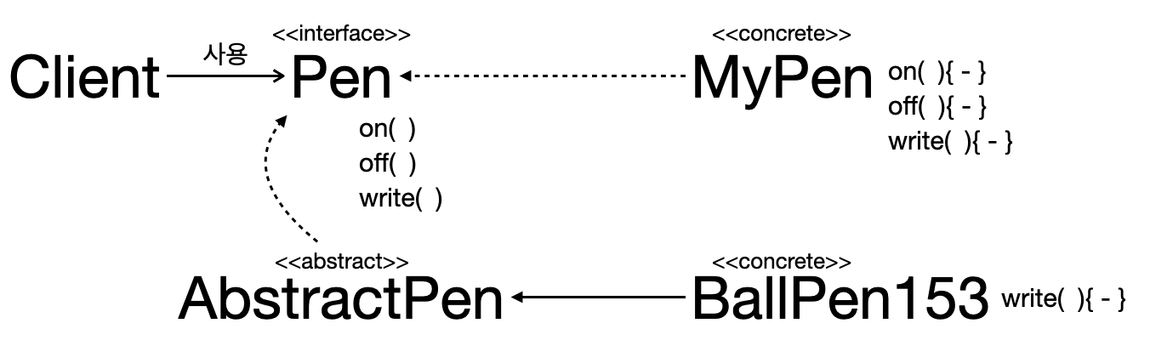 <<interface>>
<<concrete>>
사용
Client
Pen
MyPen
on( ){ - }
off( ){ - }
write( ){ - }
on( )
off( )
write( )
<<abstract>>
<<concrete>>
AbstractPen
BallPen153
write( ){ - }